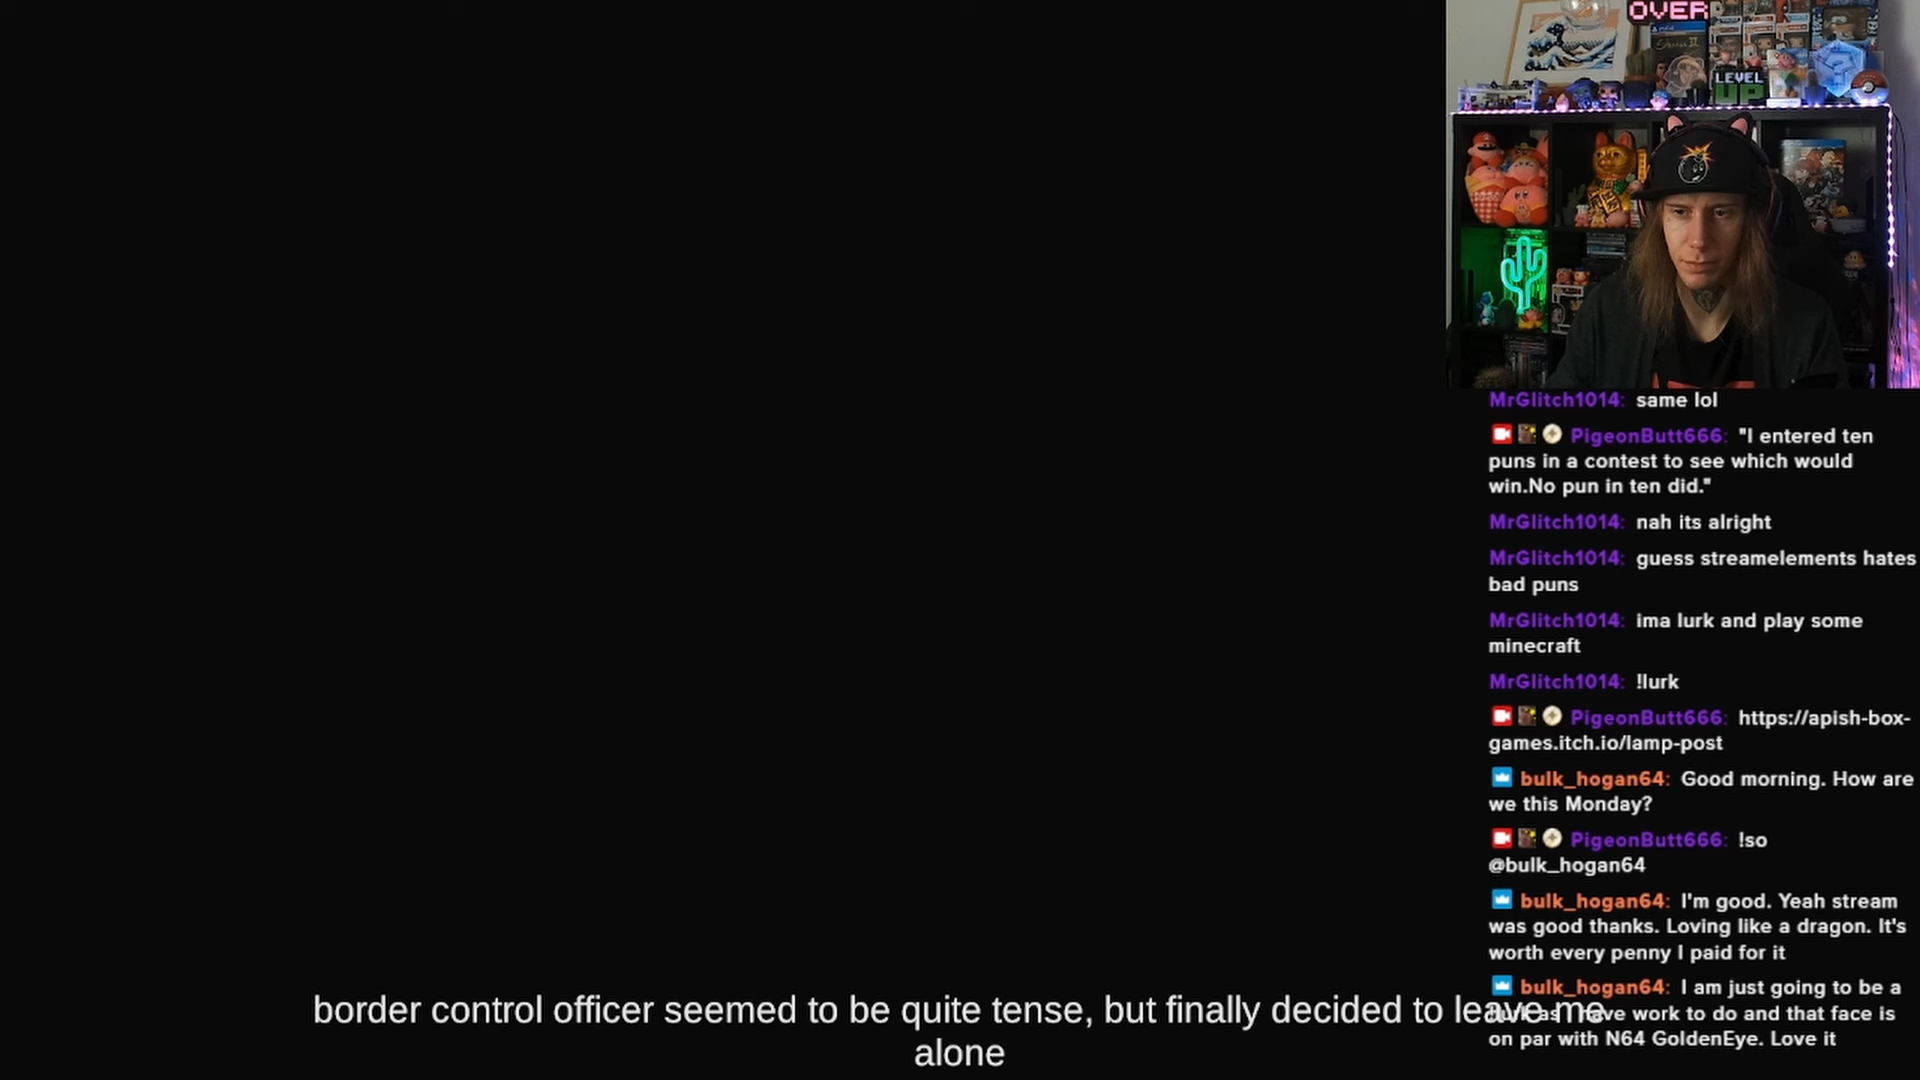 OVER
LEVEL
UP
MrGlitch1014: same lol
PigeonButt666: "I entered ten
puns in a contest to see which would
win.No pun in ten did."
MrGlitch1014: nah its alright
MrGlitch1014: guess streamelements hates
bad puns
MrGlitch1014: ima lurk and play some
minecraft
MrGlitch1014: !lurk
PigeonButt666: https://apish-box-
games.itch.io/lamp-post
bulk_hogan64: Good morning. How are
we this Monday?
PigeonButt666: !so
@bulk_hogan64
bulk_hogan64: I'm good. Yeah stream
was good thanks. Loving like a dragon. It's
worth every penny I paid for it
bulk_hogan64: I am just going to be a
work to do and that face is
on par with N64 GoldenEye. Love it
border control officer seemed to be quite tense, but finally decided to leave me
alone